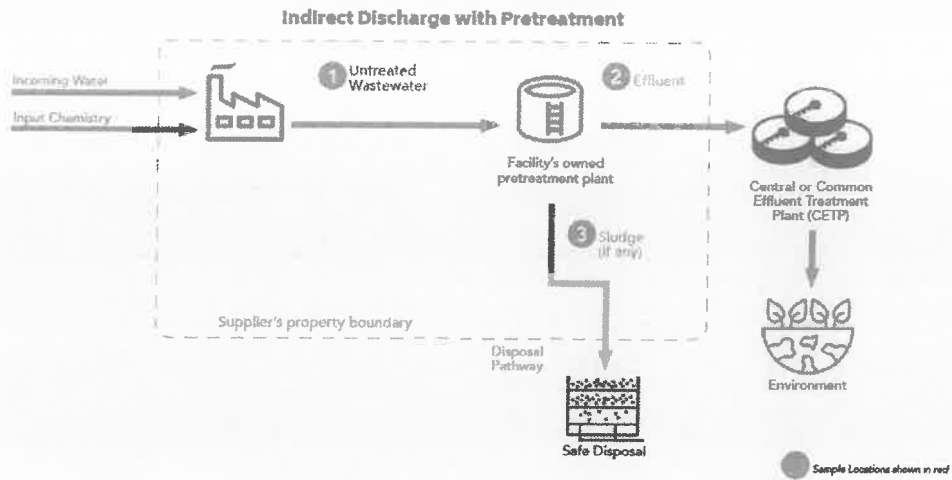 Indirect Discharge with Pretreatment
Incoming Water
Input Chemistry
1 Untreated
Wastewater
2 Effluent
Facility's owned
pretreatment plant
Central or Common
Effluent Treatment
Plant (CETP)
3 Sludge
(if any)
Supplier's property boundary
Disposal
Pathway
Environment
Safe Disposal
Sample Locations shown in red